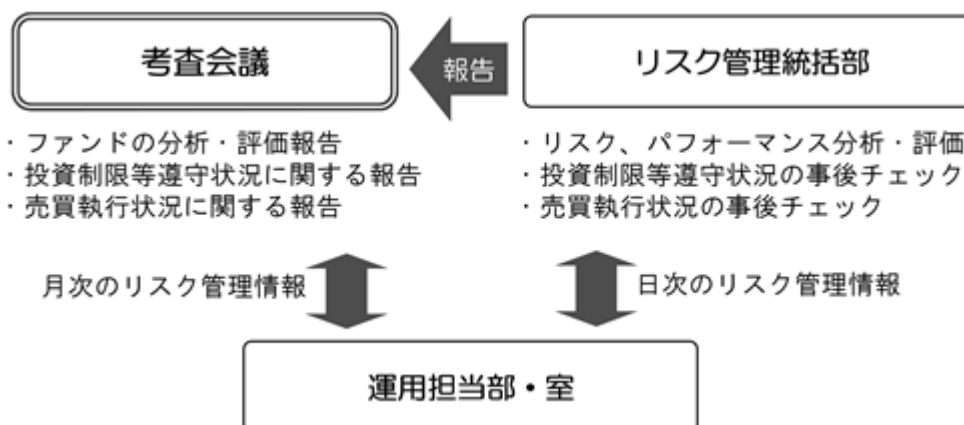 考査会議
報告
リスク管理統括部
・ファンドの分析・評価報告
・投資制限等遵守状況に関する報告
・売買執行状況に関する報告
・リスク、パフォーマンス分析・評価
・投資制限等遵守状況の事後チェック
・売買執行状況の事後チェック
月次のリスク管理情報
日次のリスク管理情報
運用担当部・室